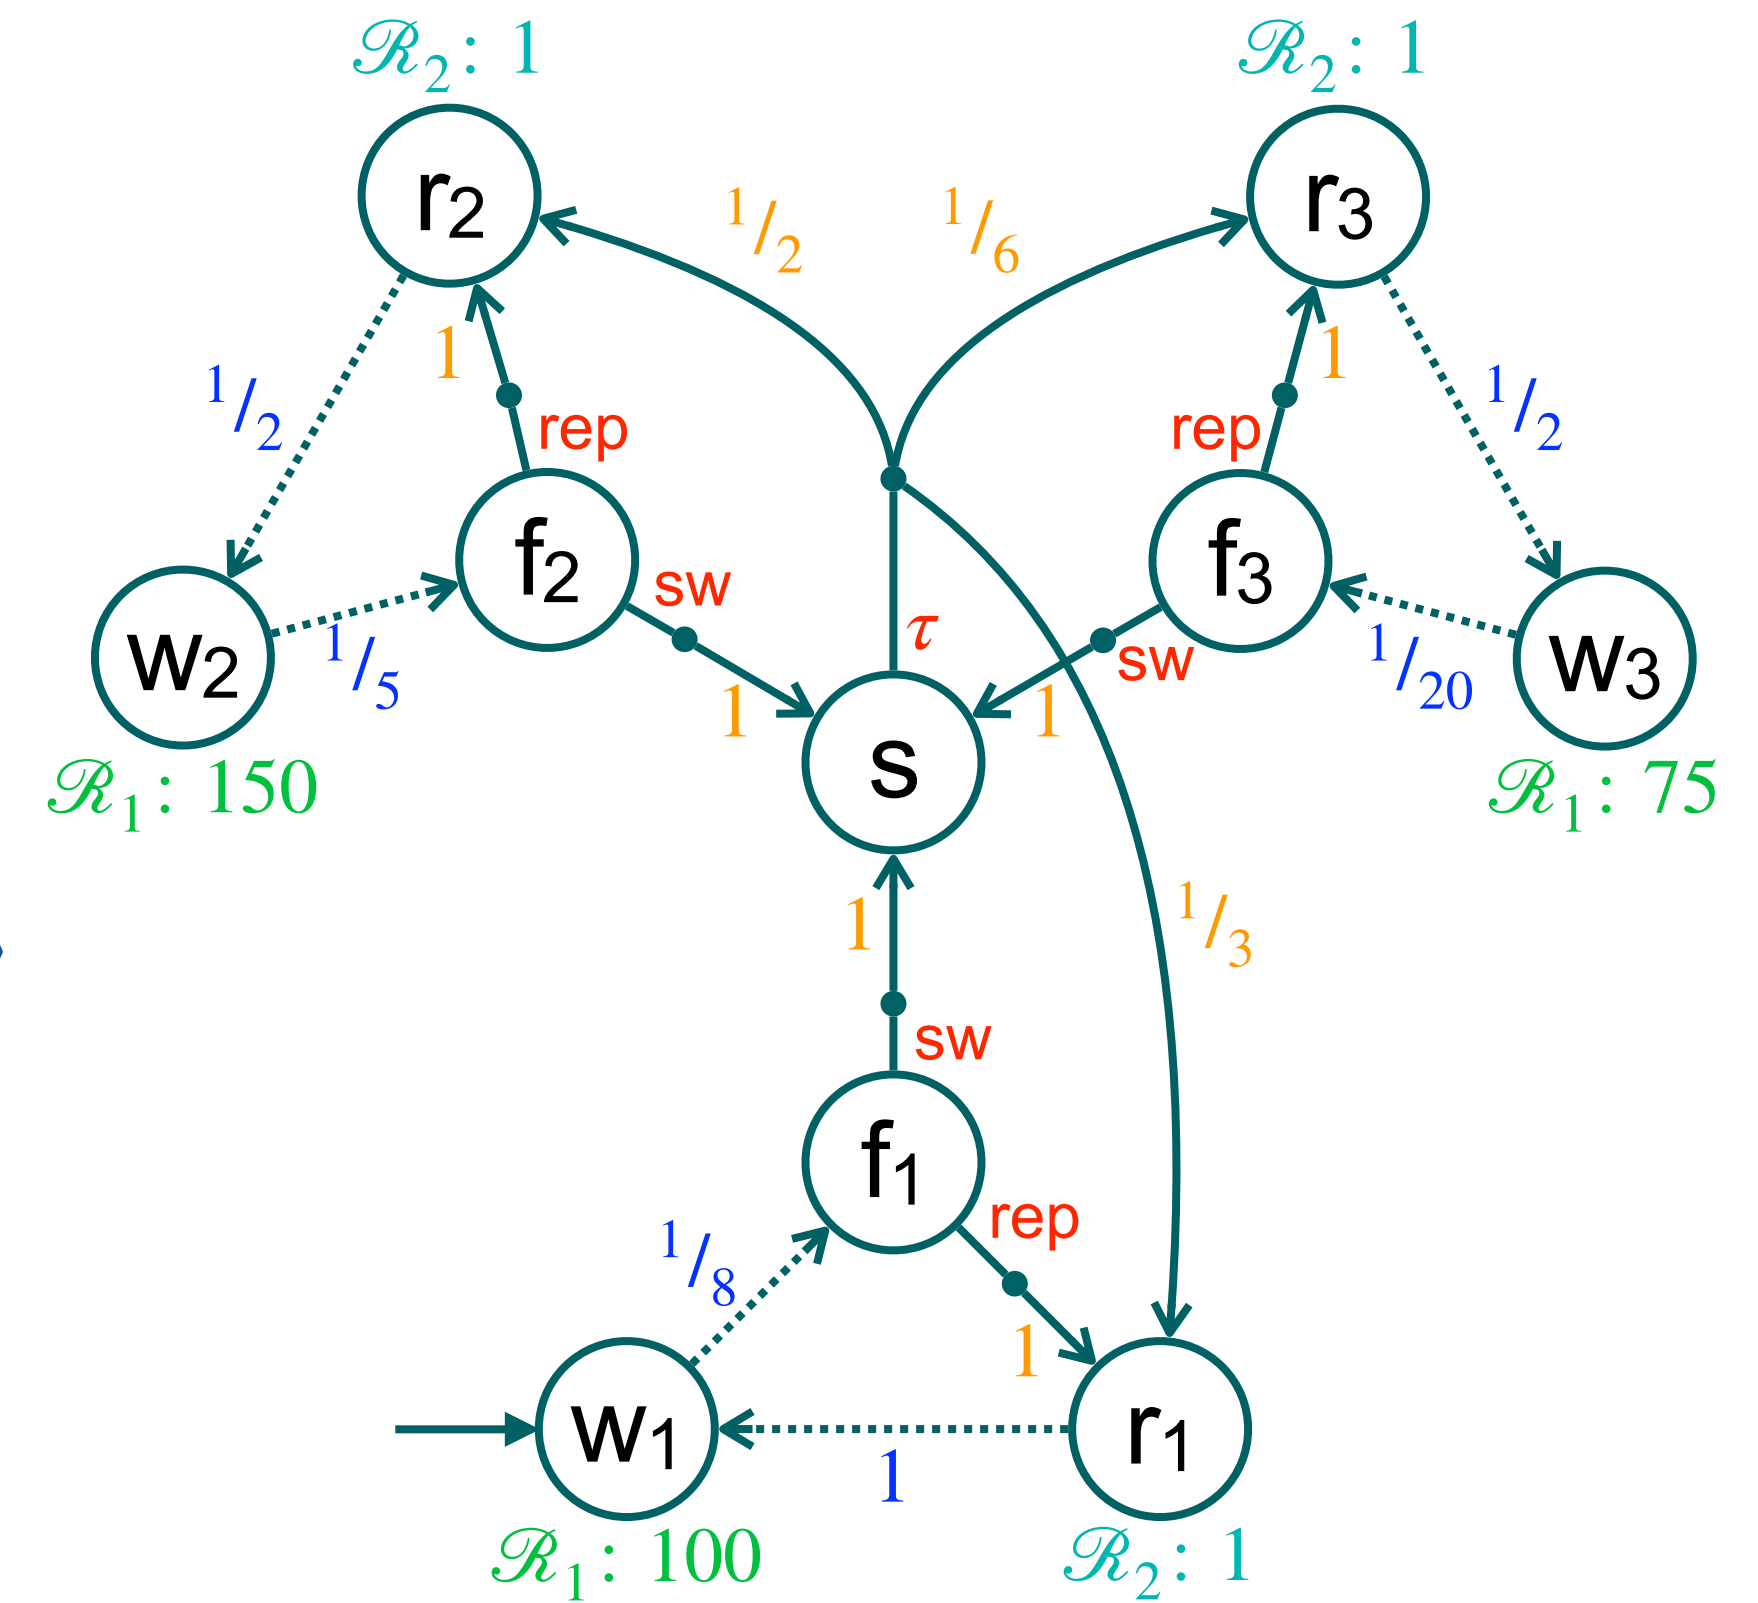 ℛ₂: 1
ℛ₂: 1
r₂
r₃
¹/₂
¹/₆
1
1
¹/₂
rep
rep
¹/₂
f₂
f₃
sw
τ
sw
w₂
¹/₅
¹/₂₀
w₃
1
1
s
ℛ₁: 150
ℛ₁: 75
1
¹/₃
sw
f₁
rep
¹/₈
1
w₁
r₁
1
ℛ₁: 100
ℛ₂: 1